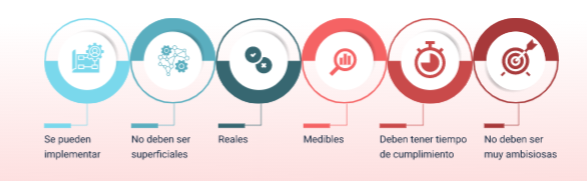 Se pueden
implementar
No deben ser
superficiales
Reales
Medibles
Deben tener tiempo
de cumplimiento
No deben ser
muy ambisiosas